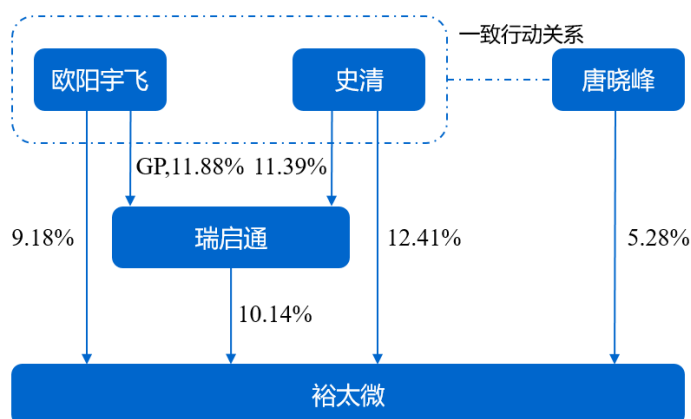 一致行动关系
欧阳宇飞
史清
唐晓峰
GP,11.88%
11.39%
瑞启通
9.18%
12.41%
5.28%
10.14%
裕太微